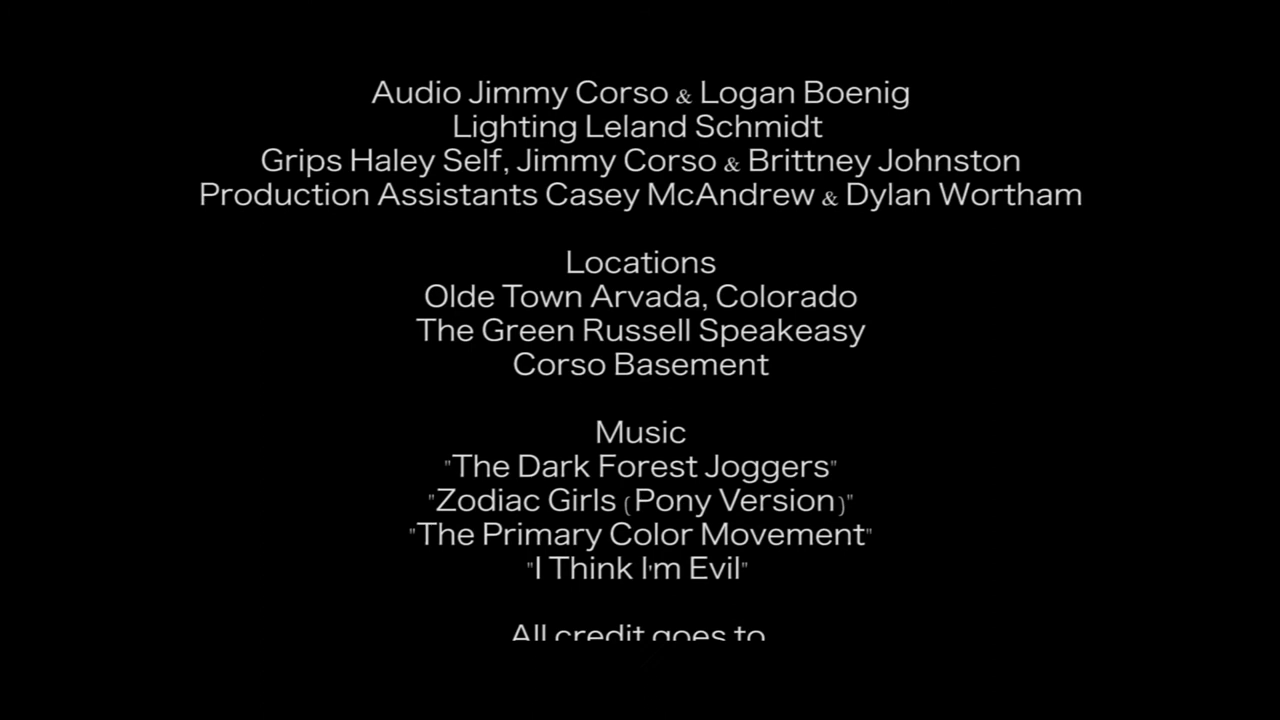 Audio Jimmy Corso & Logan Boenig
Lighting Leland Schmidt
Grips Haley Self, Jimmy Corso & Brittney Johnston
Production Assistants Casey McAndrew & Dylan Wortham
Locations
Olde Town Arvada, Colorado
The Green Russell Speakeasy
Corso Basement
Music
"The Dark Forest Joggers"
"Zodiac Girls (Pony Version)"
"The Primary Color Movement"
"I Think I'm Evil"
All credit goes to